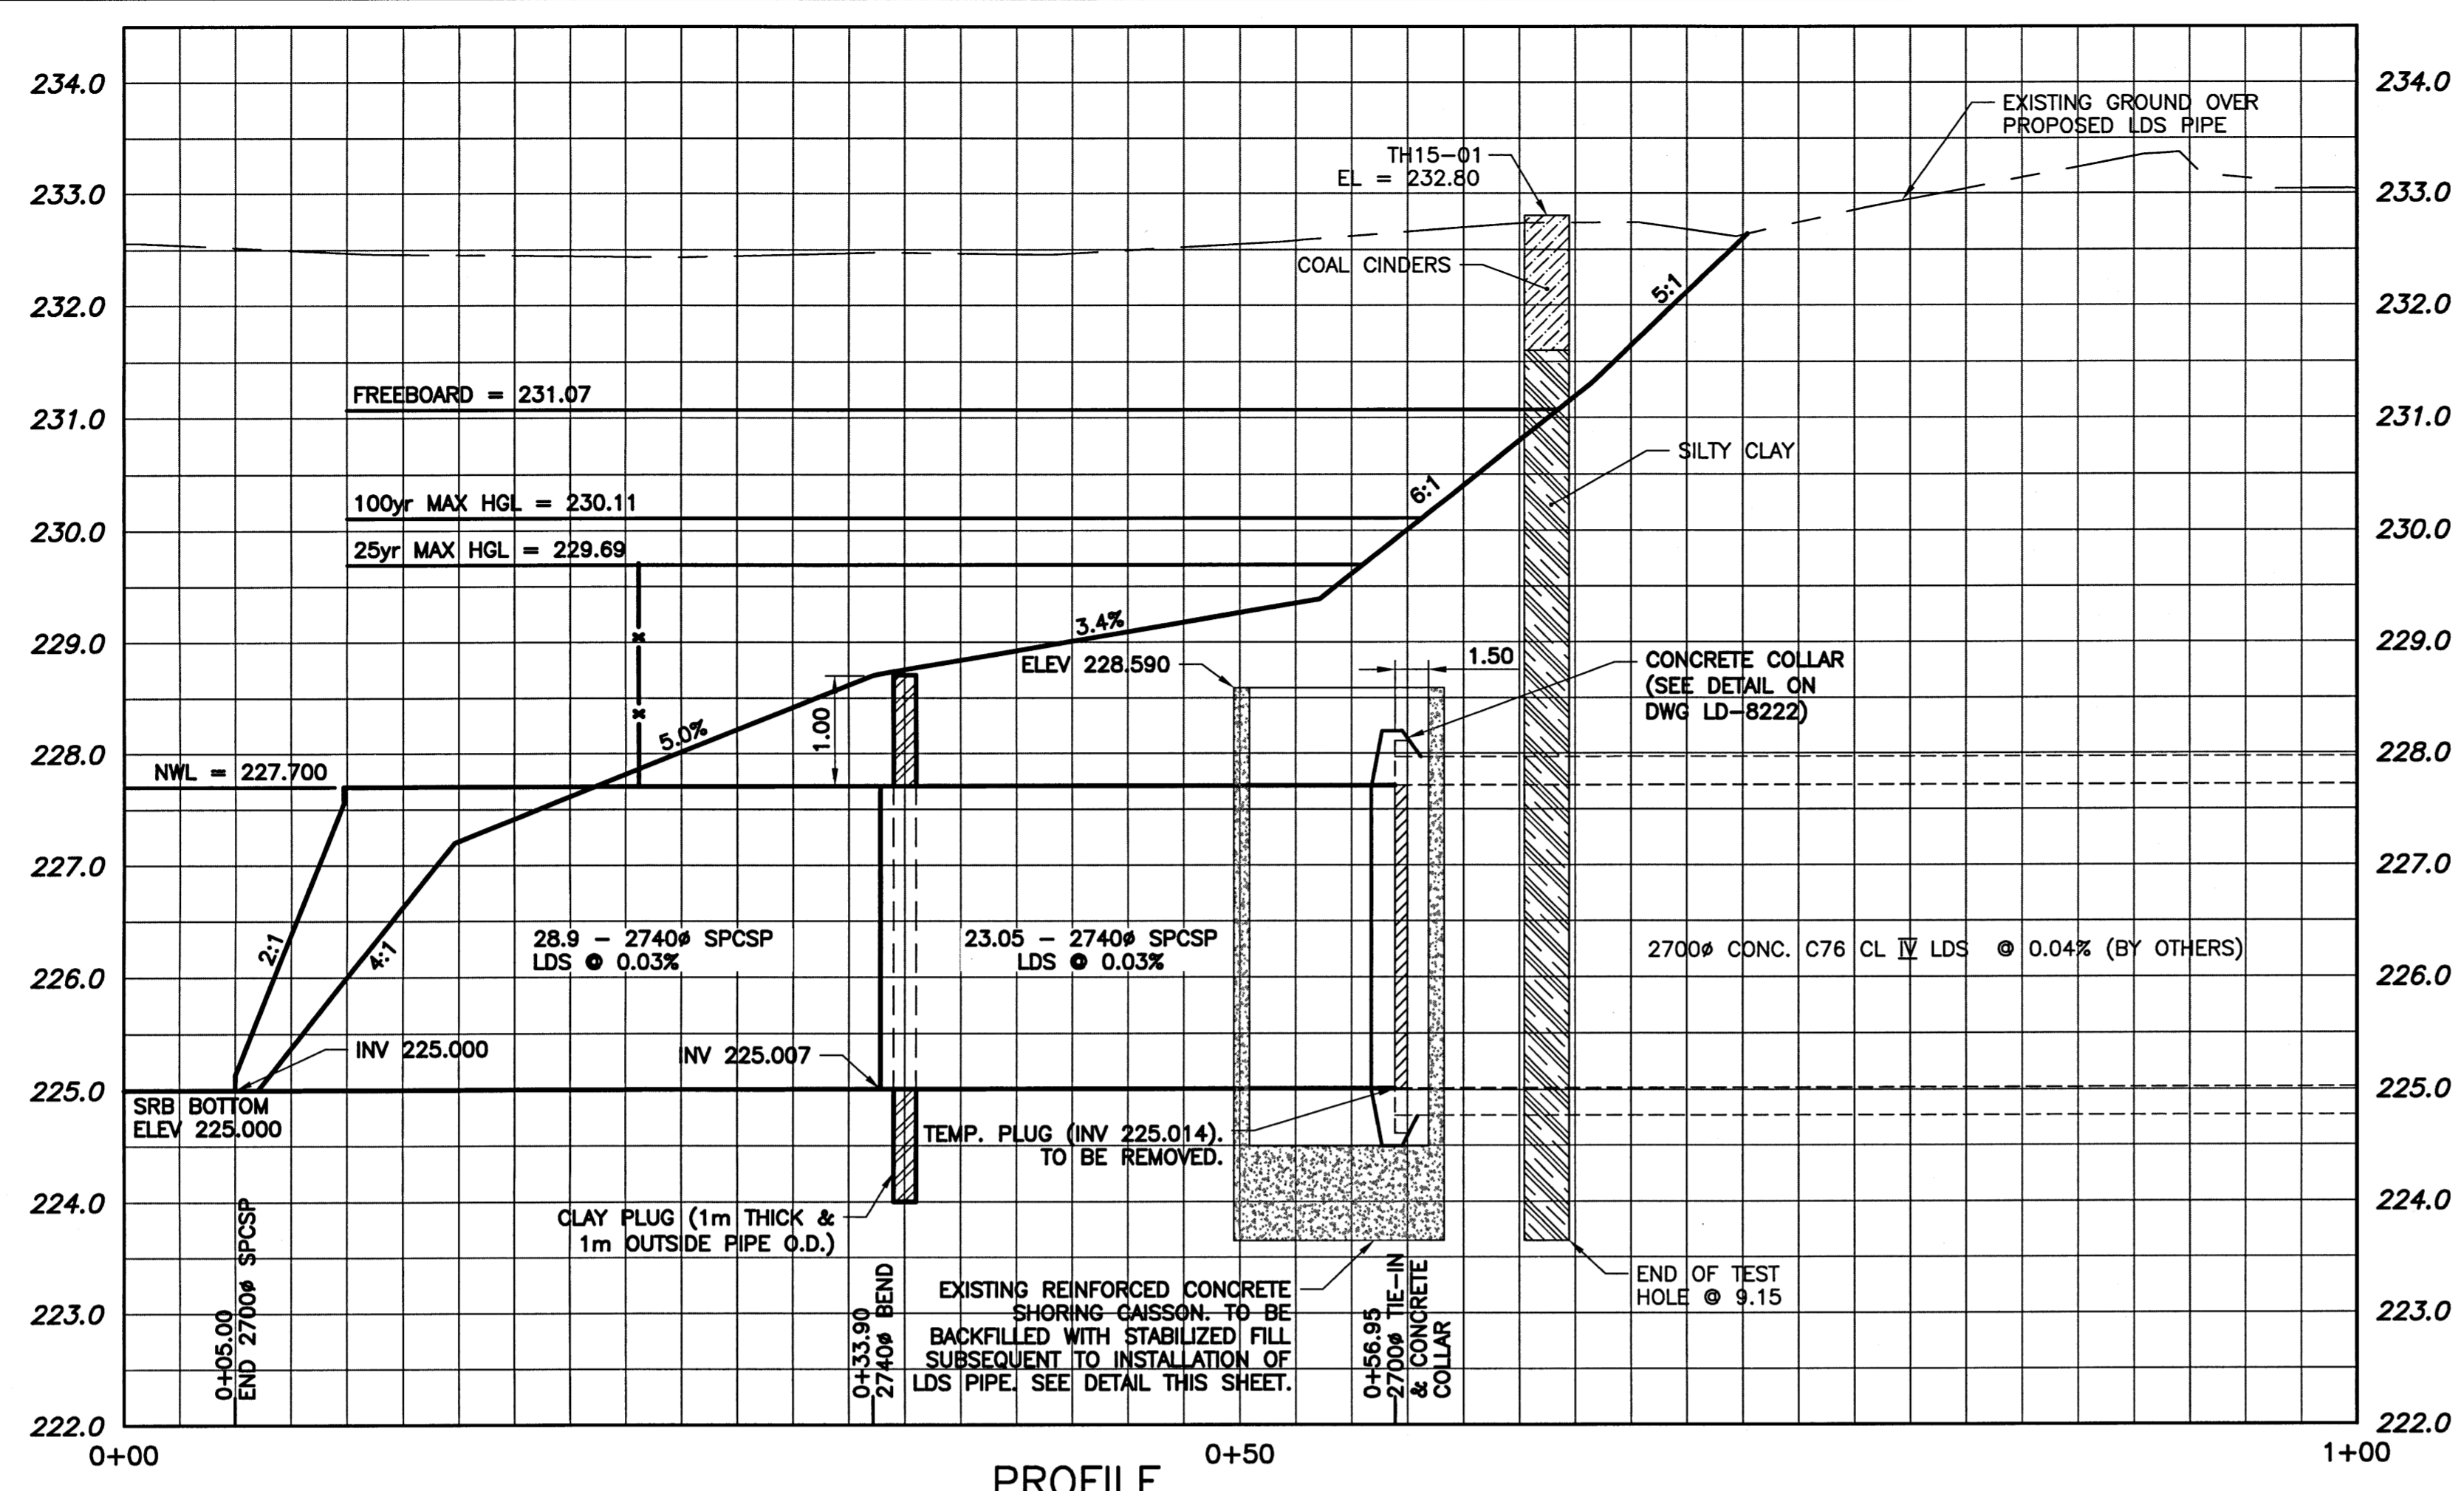 234.0
234.0
EXISTING GROUND OVER
PROPOSED LDS PIPE
TH15-01
EL = 232.80
233.0
233.0
COAL CINDERS
5:1
232.0
232.0
FREEBOARD = 231.07
231.0
231.0
SILTY CLAY
6:1
100yr MAX HGL = 230.11
230.0
230.0
25yr MAX HGL = 229.69
3.4%
229.0
229.0
ELEV 228.590
1.50
CONCRETE COLLAR
(SEE DETAIL ON
DWG LD-8222)
1.00
5.0%
228.0
228.0
NWL = 227.700
227.0
227.0
2:1
4:1
28.9 - 2740ø SPCSP
LDS @ 0.03%
23.05 - 2740ø SPCSP
LDS @ 0.03%
2700ø CONC. C76 CL IV LDS @ 0.04% (BY OTHERS)
226.0
226.0
INV 225.000
INV 225.007
225.0
225.0
SRB BOTTOM
ELEV 225.000
TEMP. PLUG (INV 225.014).
TO BE REMOVED.
224.0
224.0
CLAY PLUG (1m THICK &
1m OUTSIDE PIPE O.D.)
END OF TEST
HOLE @ 9.15
EXISTING REINFORCED CONCRETE
SHORING CAISSON. TO BE
BACKFILLED WITH STABILIZED FILL
SUBSEQUENT TO INSTALLATION OF
LDS PIPE. SEE DETAIL THIS SHEET.
223.0
223.0
0+05.00
END 2700ø SPCSP
0+33.90
2740ø BEND
0+56.95
2700ø TIE-IN
& CONCRETE
COLLAR
222.0
222.0
0+00
0+50
1+00
PROFILE